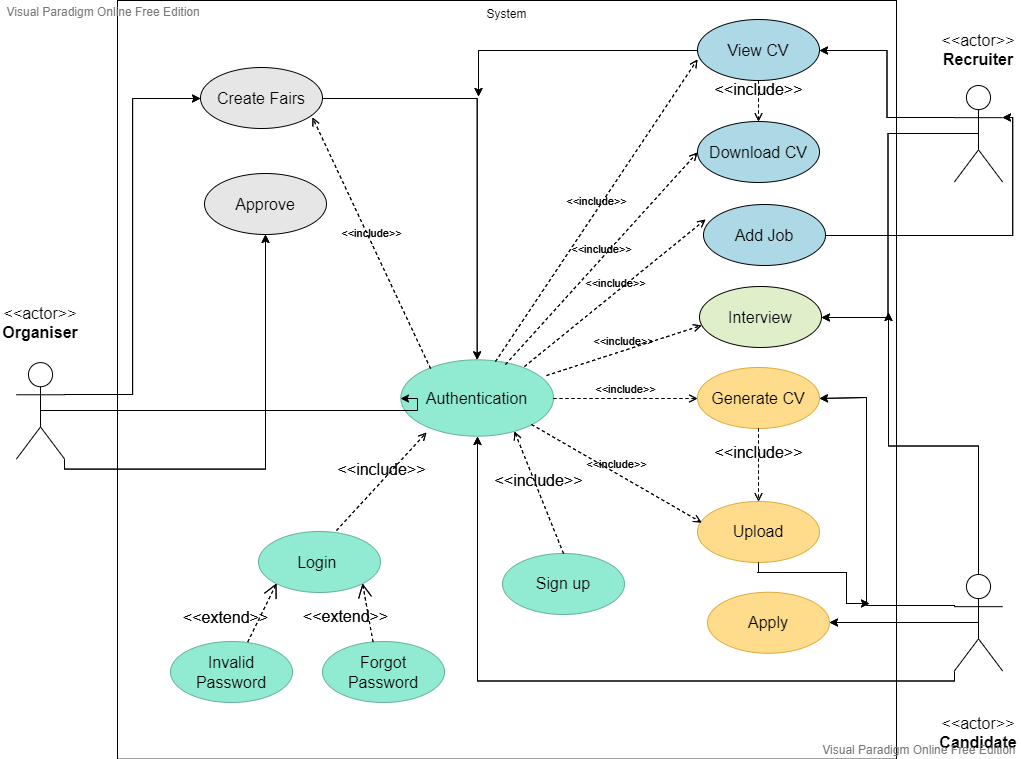 Visual Paradigm Online Free Edition
System
View CV
<<actor>>
Recruiter
<<include>>
Create Fairs
Download CV
Approve
<<include>>
<<include>>
Add Job
<<include>>
<<include>>
<<actor>>
Organiser
Interview
<<include>>
Authentication
<<include>>
Generate CV
<<include>>
<<include>>
<<include>>
<<include>>
Upload
Login
Sign up
<<extend>>
<<extend>>
Apply
Invalid
Password
Forgot
Password
<<actor>>
Candidate
Visual Paradigm Online Free Edition